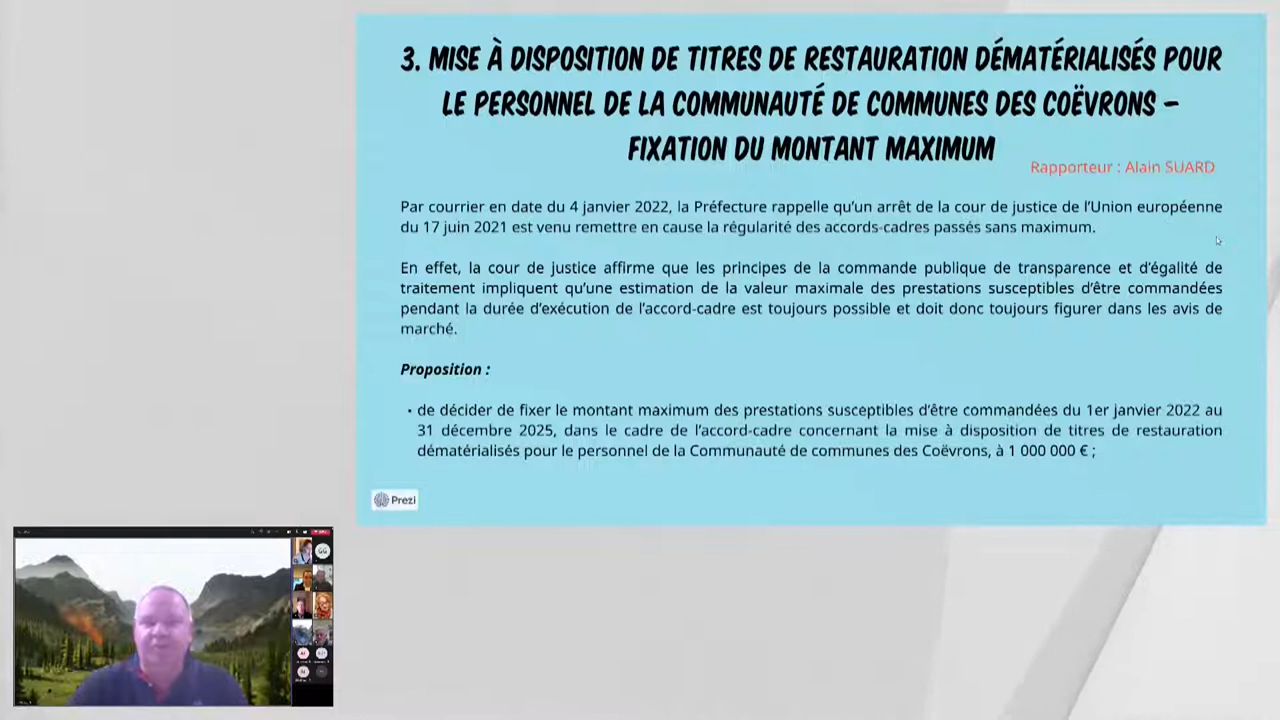 3. MISE À DISPOSITION DE TITRES DE RESTAURATION DÉMATÉRIALISÉS POUR
LE PERSONNEL DE LA COMMUNAUTÉ DE COMMUNES DES COËVRONS –
FIXATION DU MONTANT MAXIMUM
Rapporteur : Alain SUARD
Par courrier en date du 4 janvier 2022, la Préfecture rappelle qu'un arrêt de la cour de justice de l'Union européenne
du 17 juin 2021 est venu remettre en cause la régularité des accords-cadres passés sans maximum.
En effet, la cour de justice affirme que les principes de la commande publique de transparence et d'égalité de
traitement impliquent qu'une estimation de la valeur maximale des prestations susceptibles d'être commandées
pendant la durée d'exécution de l'accord-cadre est toujours possible et doit donc toujours figurer dans les avis de
marché.
Proposition :
• de décider de fixer le montant maximum des prestations susceptibles d'être commandées du 1er janvier 2022 au
31 décembre 2025, dans le cadre de l'accord-cadre concernant la mise à disposition de titres de restauration
dématérialisés pour le personnel de la Communauté de communes des Coëvrons, à 1 000 000 € ;
Prezi
GG